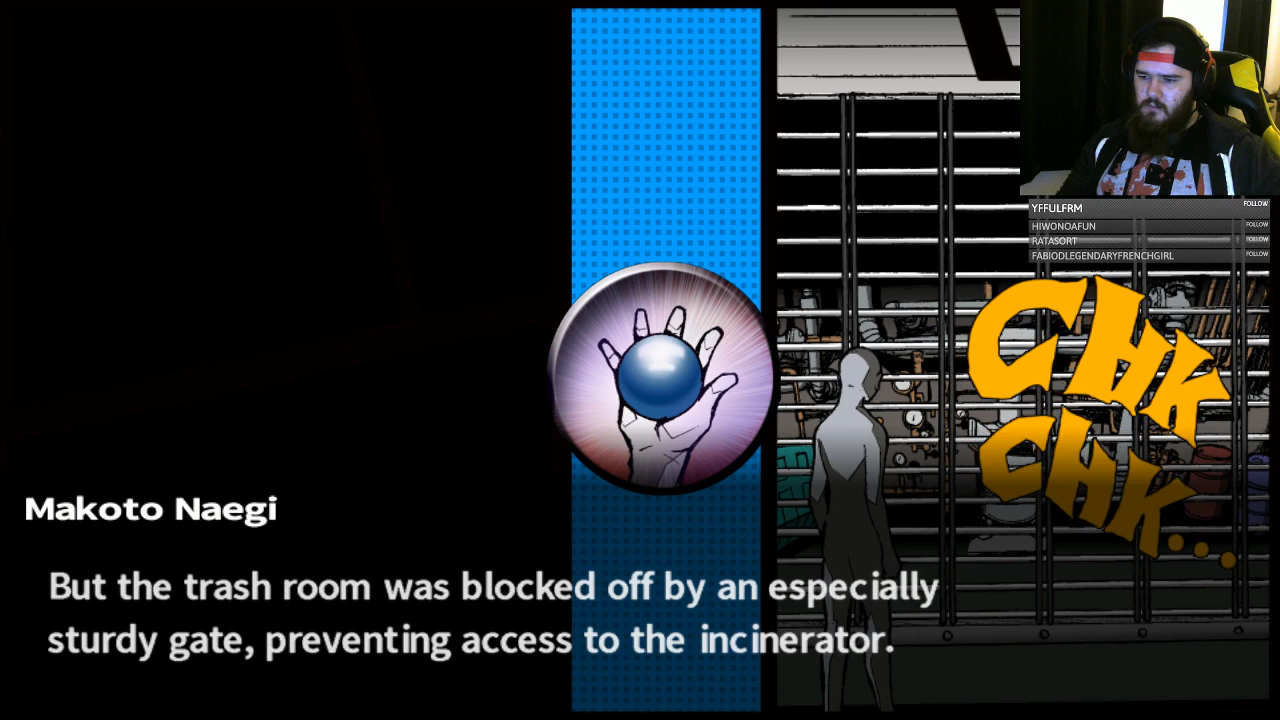 YFFULFRM FOLLOW
HIWONOAFUN FOLLOW
RATASORT FOLLOW
FABIODLEGENDARYFRENCHGIRL FOLLOW
CHK
CHK...
Makoto Naegi
But the trash room was blocked off by an especially
sturdy gate, preventing access to the incinerator.